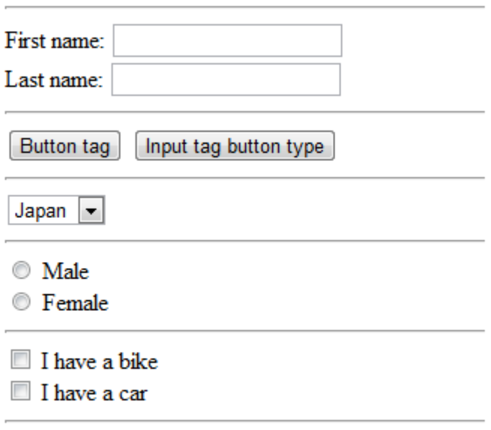 First name:
Last name:
Button tag Input tag button type
Japan
Male
Female
I have a bike
I have a car